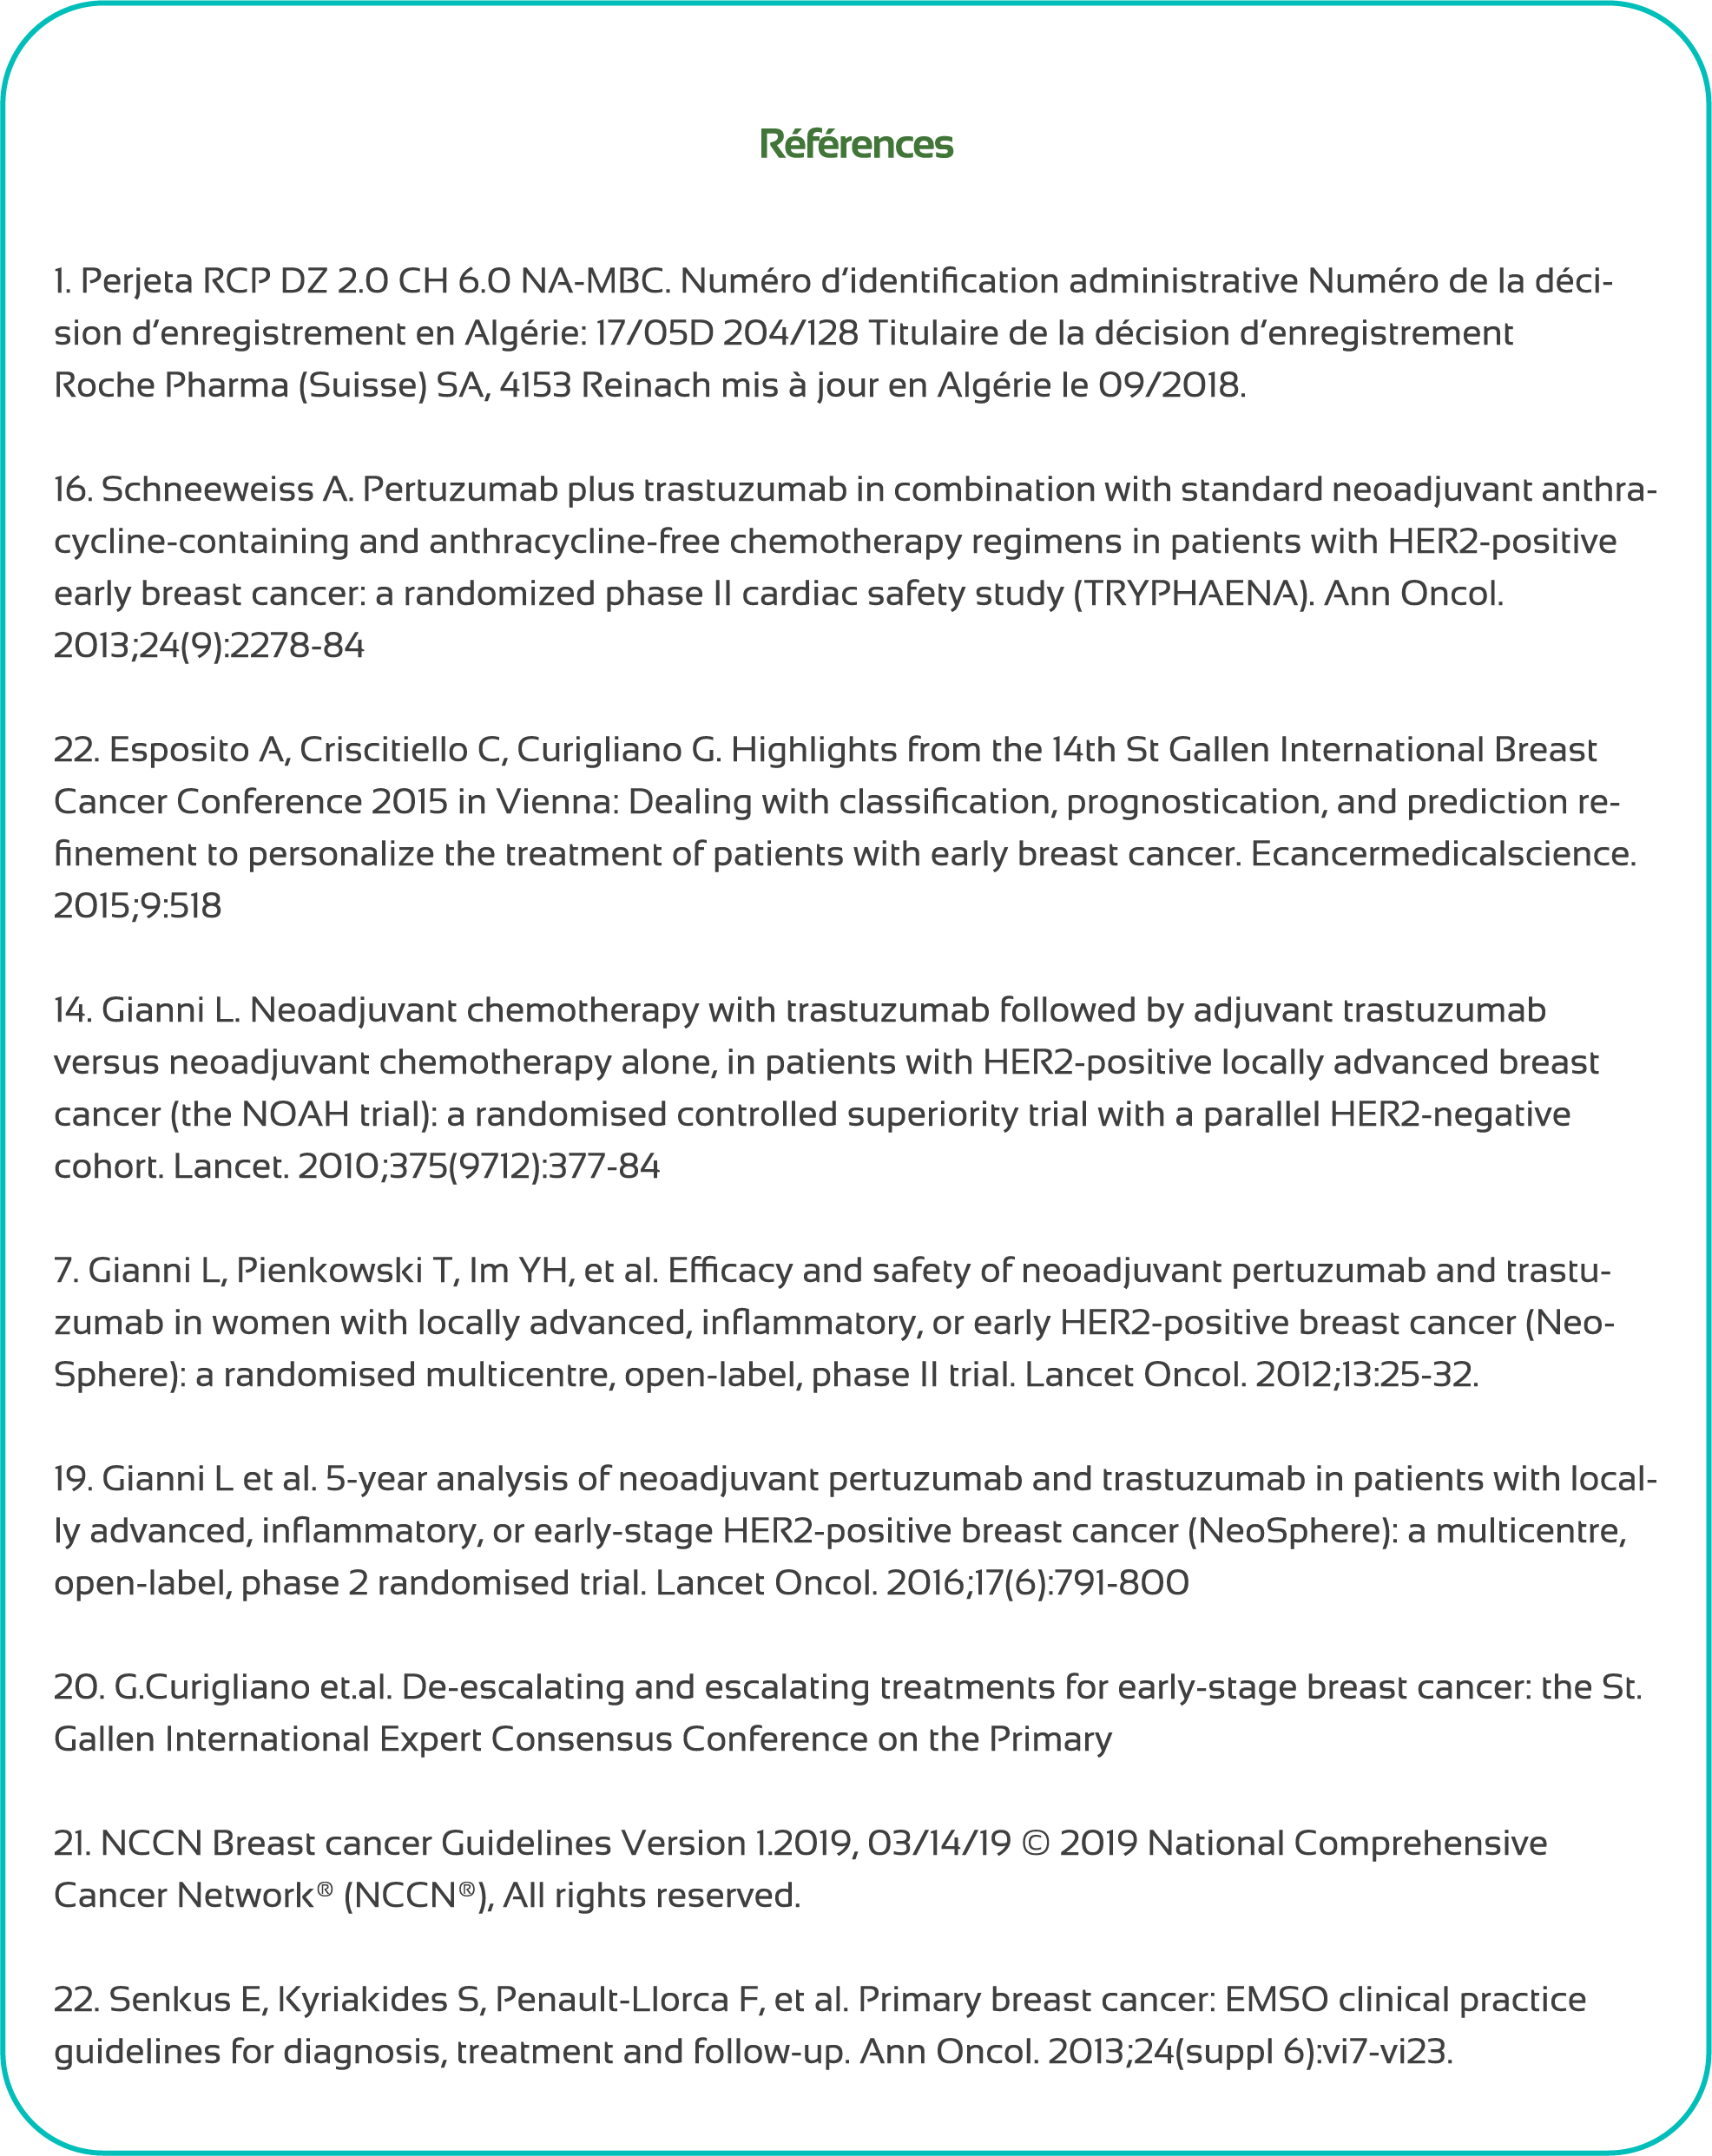 Références
1. Perjeta RCP DZ 2.0 CH 6.0 NA-MBC. Numéro d’identification administrative Numéro de la déci-
sion d’enregistrement en Algérie: 17/05D 204/128 Titulaire de la décision d’enregistrement
Roche Pharma (Suisse) SA, 4153 Reinach mis à jour en Algérie le 09/2018.
16. Schneeweiss A. Pertuzumab plus trastuzumab in combination with standard neoadjuvant anthra-
cycline-containing and anthracycline-free chemotherapy regimens in patients with HER2-positive
early breast cancer: a randomized phase II cardiac safety study (TRYPHAENA). Ann Oncol.
2013;24(9):2278-84
22. Esposito A, Criscitiello C, Curigliano G. Highlights from the 14th St Gallen International Breast
Cancer Conference 2015 in Vienna: Dealing with classification, prognostication, and prediction re-
finement to personalize the treatment of patients with early breast cancer. Ecancermedicalscience.
2015;9:518
14. Gianni L. Neoadjuvant chemotherapy with trastuzumab followed by adjuvant trastuzumab
versus neoadjuvant chemotherapy alone, in patients with HER2-positive locally advanced breast
cancer (the NOAH trial): a randomised controlled superiority trial with a parallel HER2-negative
cohort. Lancet. 2010;375(9712):377-84
7. Gianni L, Pienkowski T, Im YH, et al. Efficacy and safety of neoadjuvant pertuzumab and trastu-
zumab in women with locally advanced, inflammatory, or early HER2-positive breast cancer (Neo-
Sphere): a randomised multicentre, open-label, phase II trial. Lancet Oncol. 2012;13:25-32.
19. Gianni L et al. 5-year analysis of neoadjuvant pertuzumab and trastuzumab in patients with local-
ly advanced, inflammatory, or early-stage HER2-positive breast cancer (NeoSphere): a multicentre,
open-label, phase 2 randomised trial. Lancet Oncol. 2016;17(6):791-800
20. G.Curigliano et.al. De-escalating and escalating treatments for early-stage breast cancer: the St.
Gallen International Expert Consensus Conference on the Primary
21. NCCN Breast cancer Guidelines Version 1.2019, 03/14/19 © 2019 National Comprehensive
Cancer Network® (NCCN®), All rights reserved.
22. Senkus E, Kyriakides S, Penault-Llorca F, et al. Primary breast cancer: EMSO clinical practice
guidelines for diagnosis, treatment and follow-up. Ann Oncol. 2013;24(suppl 6):vi7-vi23.